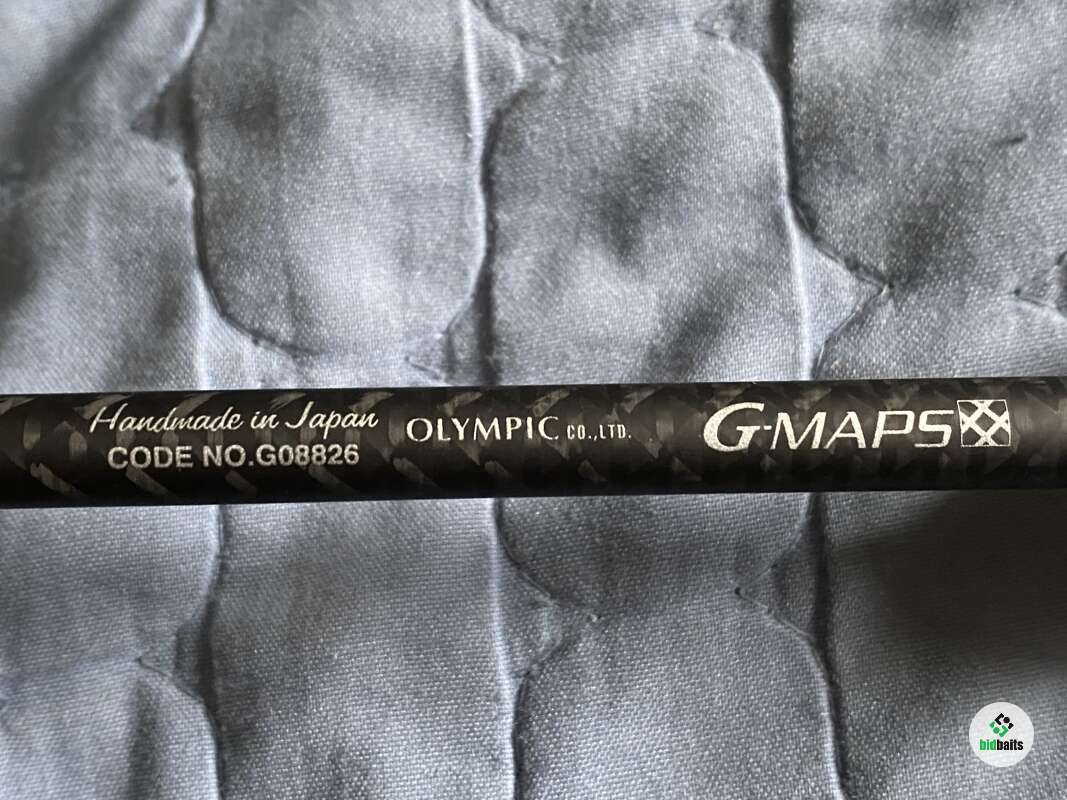 Handmade in Japan
CODE NO.G08826
OLYMPIC CO.,LTD.
G-MAPS
bidbaits